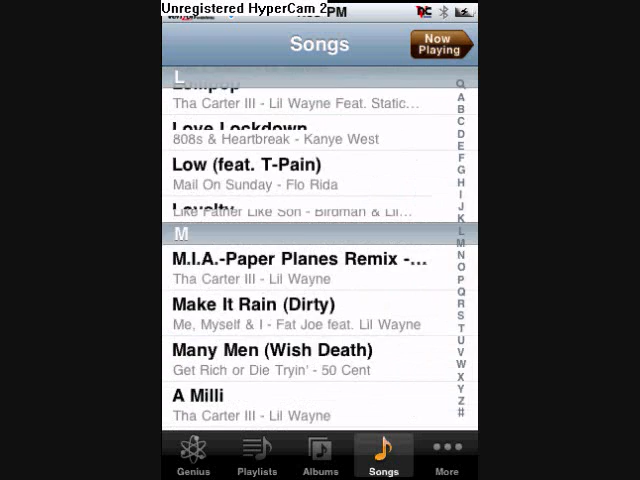 Unregistered HyperCam 2
PM
Songs
Now Playing
L
Lollipop
Tha Carter III - Lil Wayne Feat. Static...
Love Lockdown
808s & Heartbreak - Kanye West
Low (feat. T-Pain)
Mail On Sunday - Flo Rida
Loyalty
Like Father Like Son - Birdman & Lil...
M
M.I.A.-Paper Planes Remix -...
Tha Carter III - Lil Wayne
Make It Rain (Dirty)
Me, Myself & I - Fat Joe feat. Lil Wayne
Many Men (Wish Death)
Get Rich or Die Tryin' - 50 Cent
A Milli
Tha Carter III - Lil Wayne
A
B
C
D
E
F
G
H
I
J
K
L
M
N
O
P
Q
R
S
T
U
V
W
X
Y
Z
#
Genius
Playlists
Albums
Songs
More